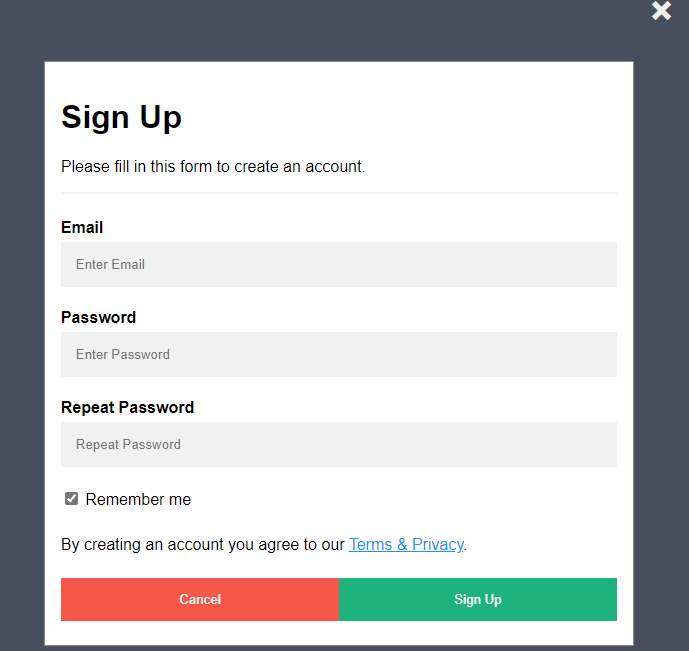 Sign Up
Please fill in this form to create an account.
Email
Enter Email
Password
Enter Password
Repeat Password
Repeat Password
Remember me
By creating an account you agree to our Terms & Privacy.
Cancel
Sign Up